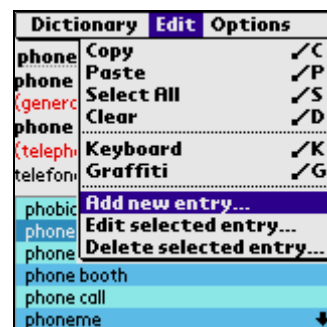 Dictionary Edit Options
Copy /C
Paste /P
Select All /S
Clear /D
Keyboard /K
Graffiti /G
Add new entry...
Edit selected entry...
Delete selected entry...
phone
phone
(genero
phone
(teleph
telefon
phobic
phone
phone
phone booth
phone call
phoneme